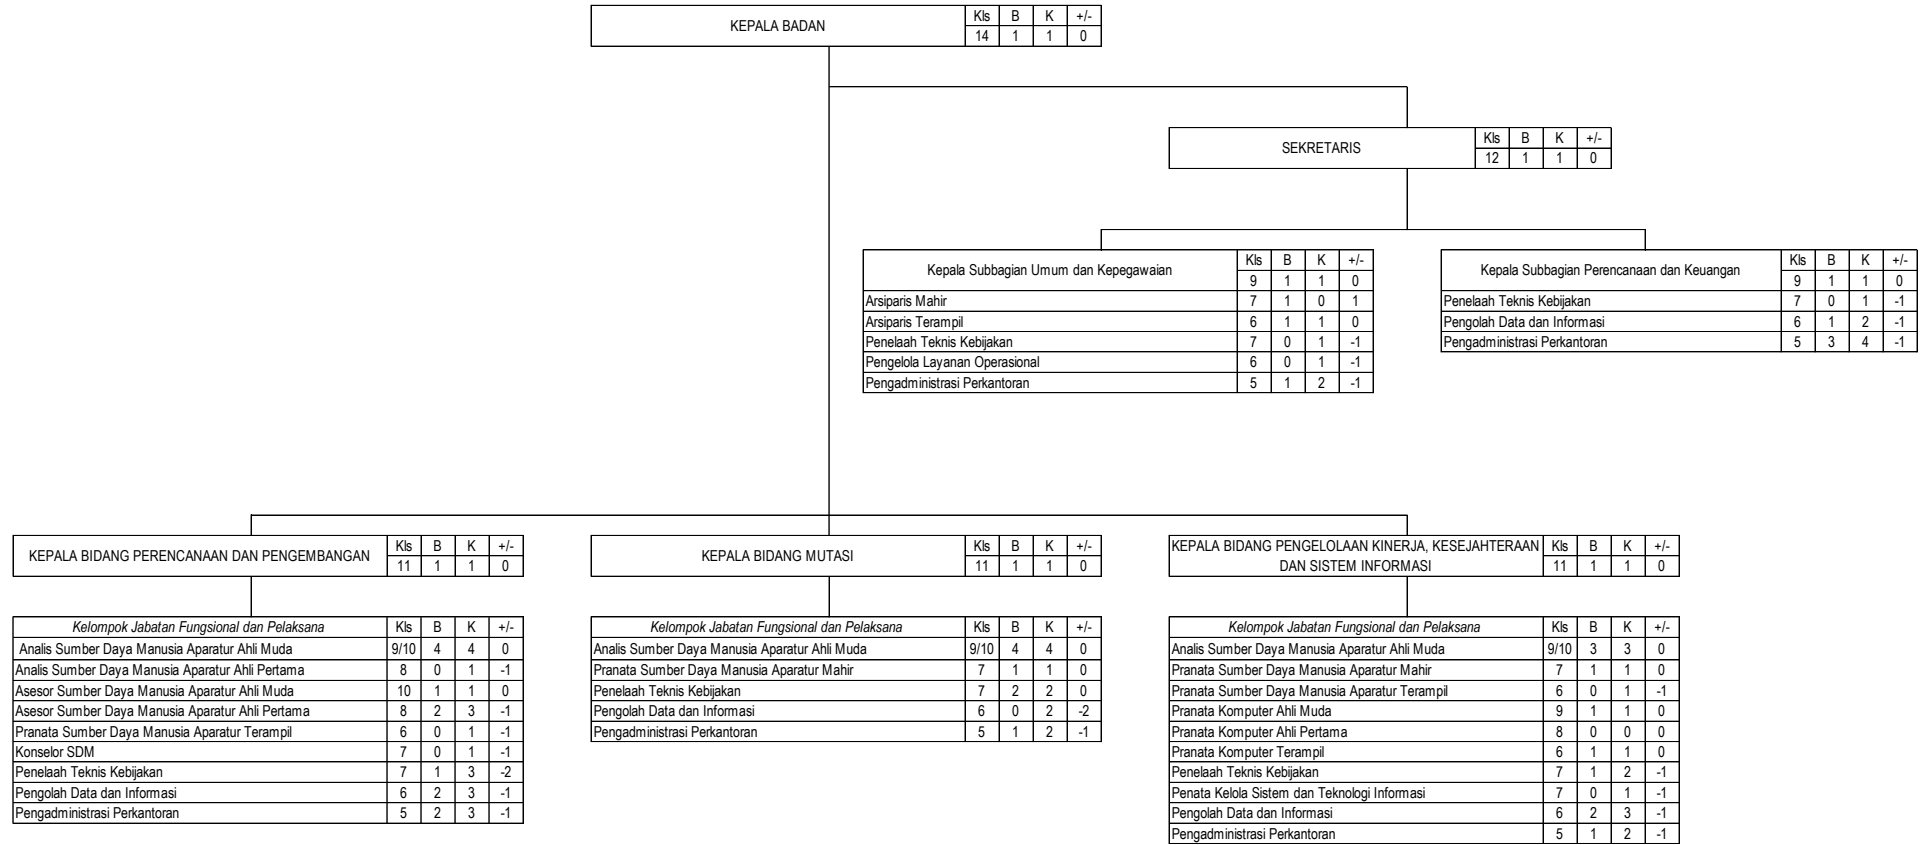 KEPALA BADAN Kls B K +/-
14 1 1 0
SEKRETARIS Kls B K +/-
12 1 1 0
Kepala Subbagian Umum dan Kepegawaian Kls B K +/-
9 1 1 0
Arsiparis Mahir 7 1 0 1
Arsiparis Terampil 6 1 1 0
Penelaah Teknis Kebijakan 7 0 1 -1
Pengelola Layanan Operasional 6 0 1 -1
Pengadministrasi Perkantoran 5 1 2 -1
Kepala Subbagian Perencanaan dan Keuangan Kls B K +/-
9 1 1 0
Penelaah Teknis Kebijakan 7 0 1 -1
Pengolah Data dan Informasi 6 1 2 -1
Pengadministrasi Perkantoran 5 3 4 -1
KEPALA BIDANG PERENCANAAN DAN PENGEMBANGAN Kls B K +/-
11 1 1 0
Kelompok Jabatan Fungsional dan Pelaksana Kls B K +/-
Analis Sumber Daya Manusia Aparatur Ahli Muda 9/10 4 4 0
Analis Sumber Daya Manusia Aparatur Ahli Pertama 8 0 1 -1
Asesor Sumber Daya Manusia Aparatur Ahli Muda 10 1 1 0
Asesor Sumber Daya Manusia Aparatur Ahli Pertama 8 2 3 -1
Pranata Sumber Daya Manusia Aparatur Terampil 6 0 1 -1
Konselor SDM 7 0 1 -1
Penelaah Teknis Kebijakan 7 1 3 -2
Pengolah Data dan Informasi 6 2 3 -1
Pengadministrasi Perkantoran 5 2 3 -1
KEPALA BIDANG MUTASI Kls B K +/-
11 1 1 0
Kelompok Jabatan Fungsional dan Pelaksana Kls B K +/-
Analis Sumber Daya Manusia Aparatur Ahli Muda 9/10 4 4 0
Pranata Sumber Daya Manusia Aparatur Mahir 7 1 1 0
Penelaah Teknis Kebijakan 7 2 2 0
Pengolah Data dan Informasi 6 0 2 -2
Pengadministrasi Perkantoran 5 1 2 -1
KEPALA BIDANG PENGELOLAAN KINERJA, KESEJAHTERAAN Kls B K +/-
DAN SISTEM INFORMASI 11 1 1 0
Kelompok Jabatan Fungsional dan Pelaksana Kls B K +/-
Analis Sumber Daya Manusia Aparatur Ahli Muda 9/10 3 3 0
Pranata Sumber Daya Manusia Aparatur Mahir 7 1 1 0
Pranata Sumber Daya Manusia Aparatur Terampil 6 0 1 -1
Pranata Komputer Ahli Muda 9 1 1 0
Pranata Komputer Ahli Pertama 8 0 0 0
Pranata Komputer Terampil 6 1 1 0
Penelaah Teknis Kebijakan 7 1 2 -1
Penata Kelola Sistem dan Teknologi Informasi 7 0 1 -1
Pengolah Data dan Informasi 6 2 3 -1
Pengadministrasi Perkantoran 5 1 2 -1